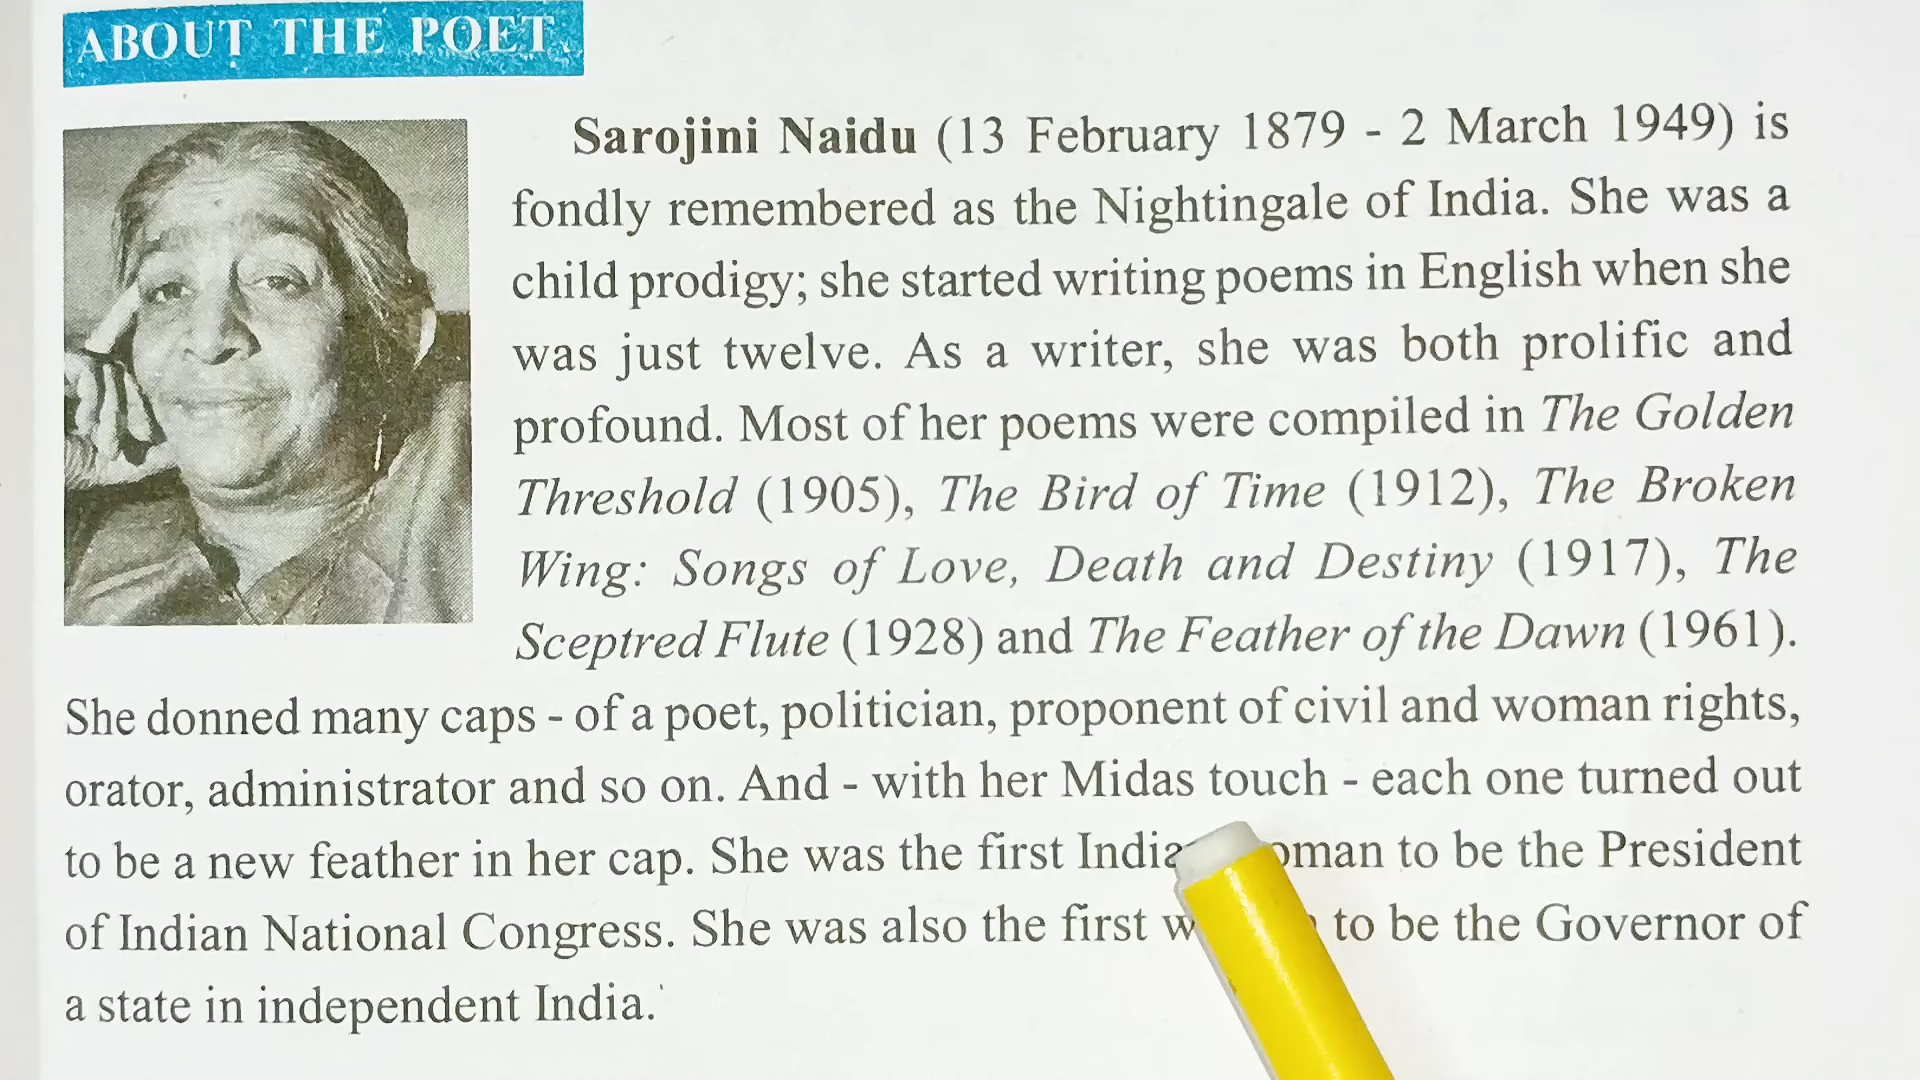 ABOUT THE POET
Sarojini Naidu (13 February 1879 - 2 March 1949) is
fondly remembered as the Nightingale of India. She was a
child prodigy; she started writing poems in English when she
was just twelve. As a writer, she was both prolific and
profound. Most of her poems were compiled in The Golden
Threshold (1905), The Bird of Time (1912), The Broken
Wing: Songs of Love, Death and Destiny (1917), The
Sceptred Flute (1928) and The Feather of the Dawn (1961).
She donned many caps - of a poet, politician, proponent of civil and woman rights,
orator, administrator and so on. And - with her Midas touch - each one turned out
to be a new feather in her cap. She was the first to be the President
of Indian National Congress. She was also the first to be the Governor of
a state in independent India.